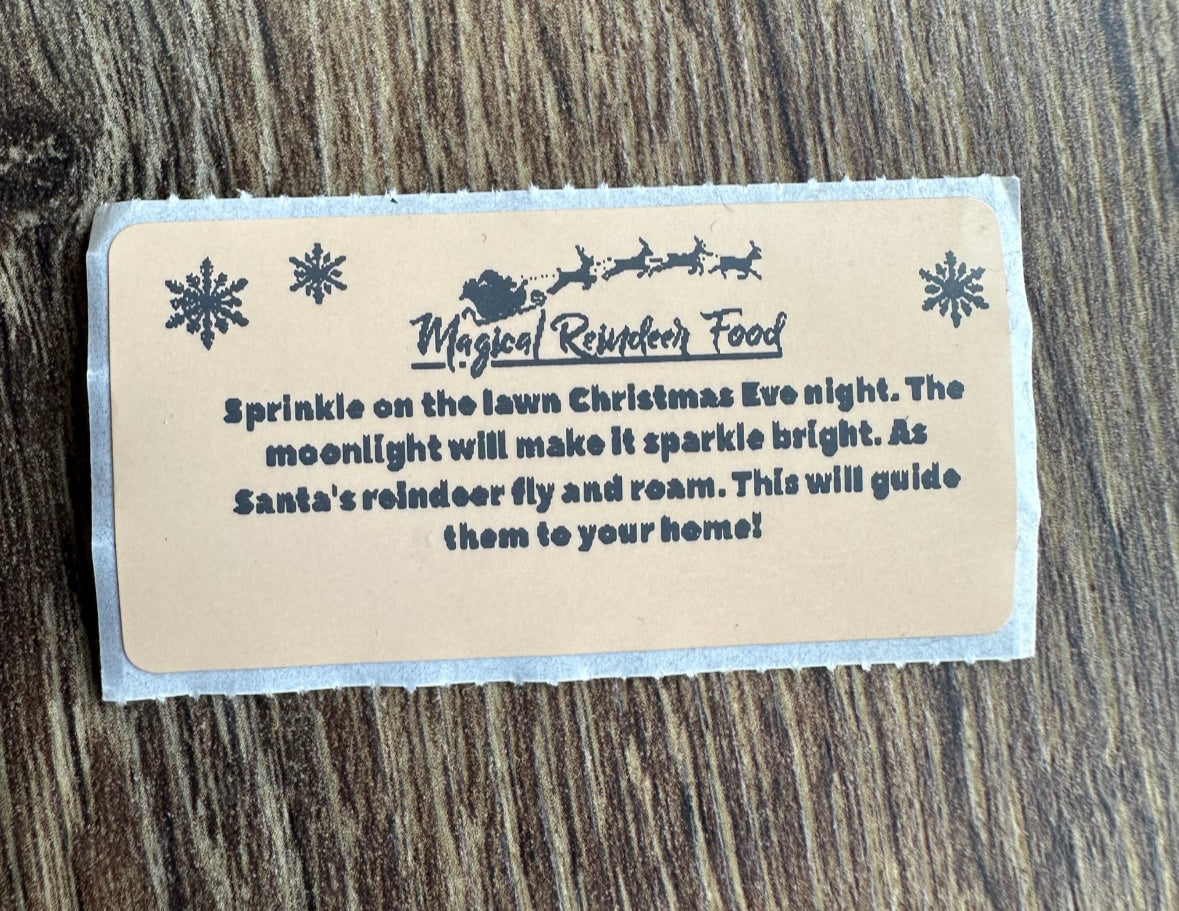 Magical Reindeer Food
Sprinkle on the lawn Christmas Eve night. The
moonlight will make it sparkle bright. As
Santa's reindeer fly and roam. This will guide
them to your home!